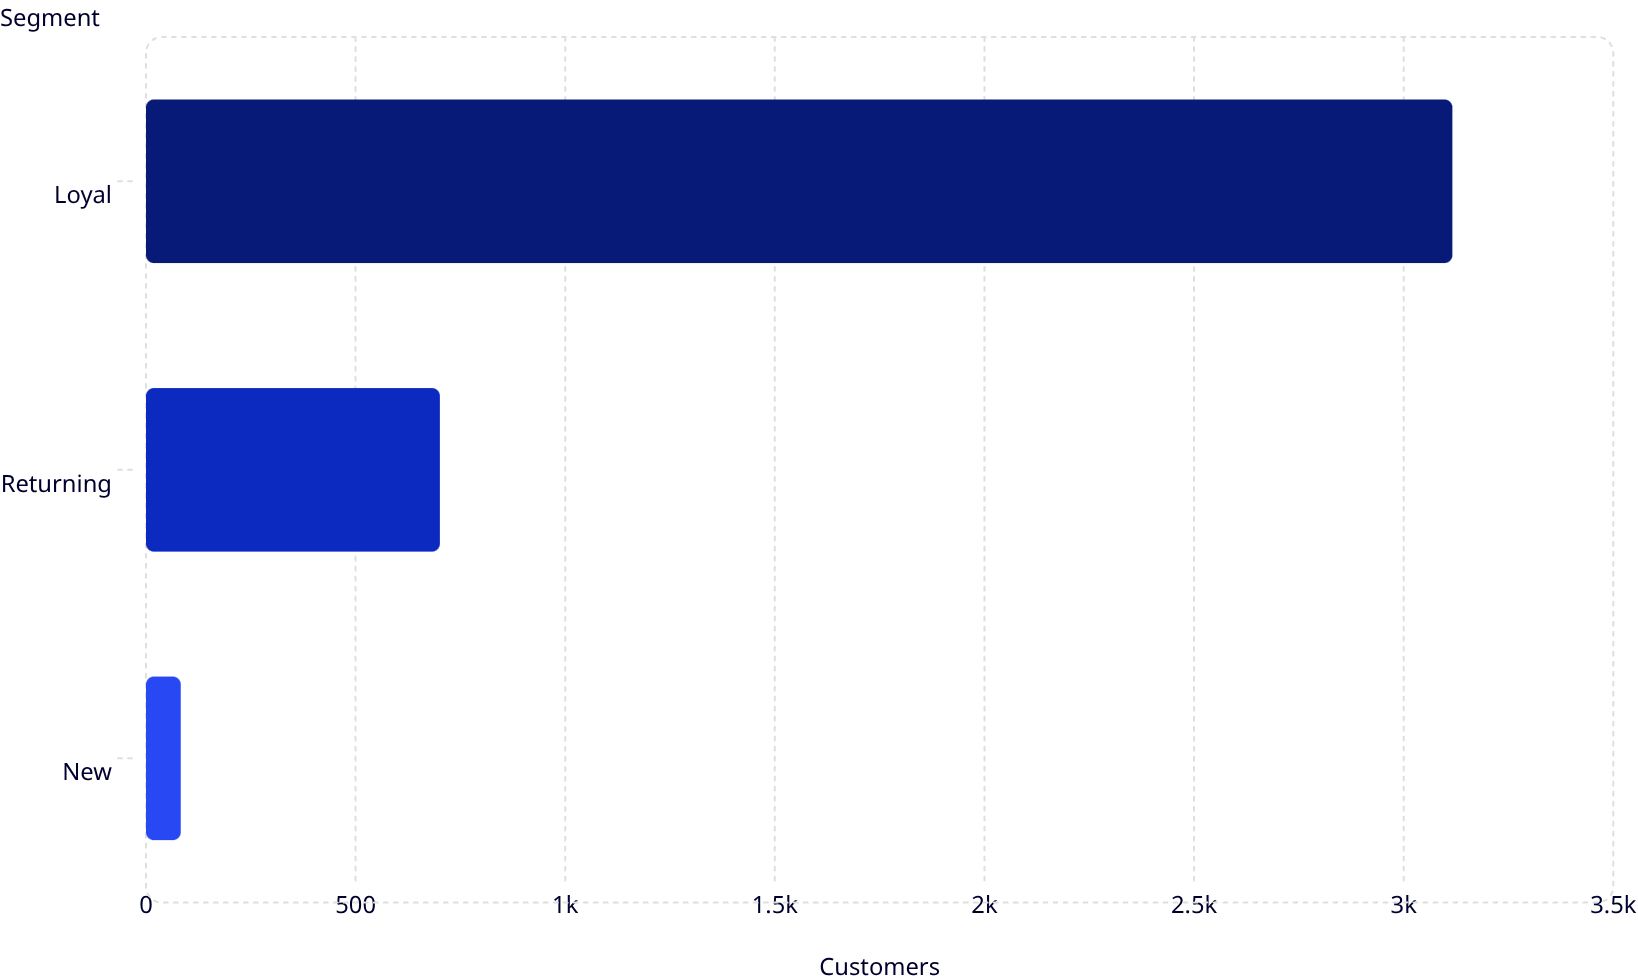 Segment
Loyal
Returning
New
0 500 1k 1.5k 2k 2.5k 3k 3.5k
Customers